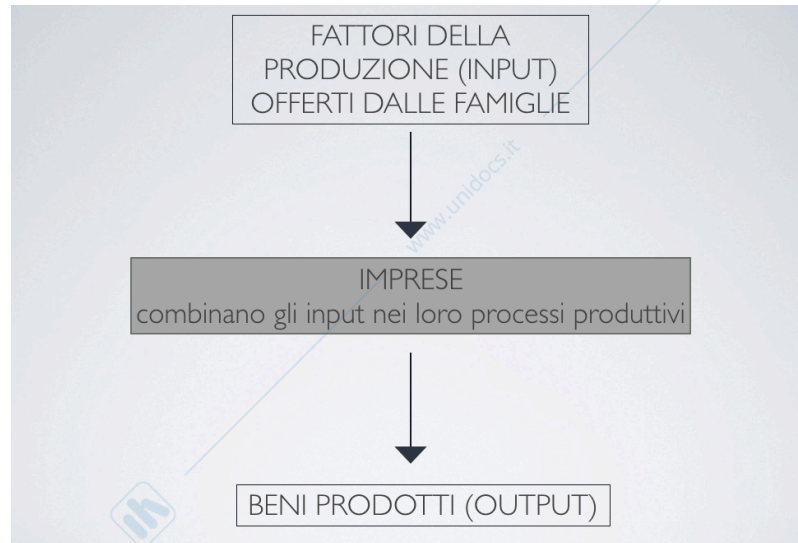 FATTORI DELLA
PRODUZIONE (INPUT)
OFFERTI DALLE FAMIGLIE
www.unidocs.it
IMPRESE
combinano gli input nei loro processi produttivi
BENI PRODOTTI (OUTPUT)